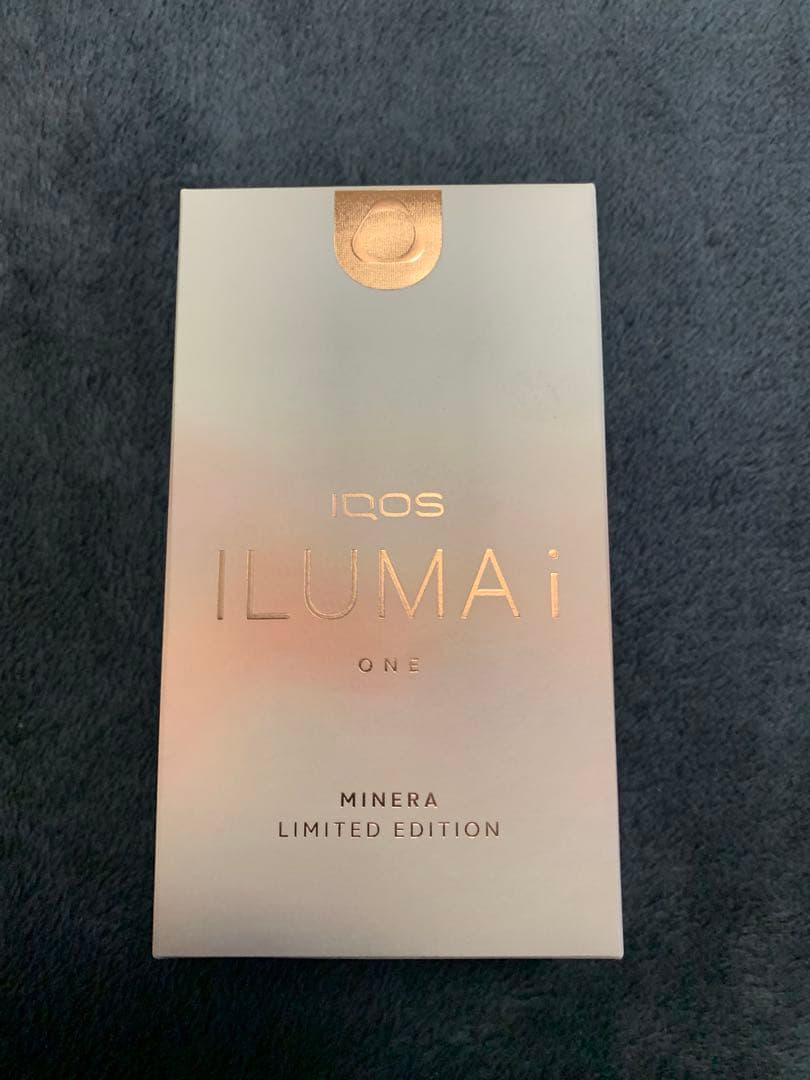 IQOS
ILUMA i
ONE
MINERA
LIMITED EDITION